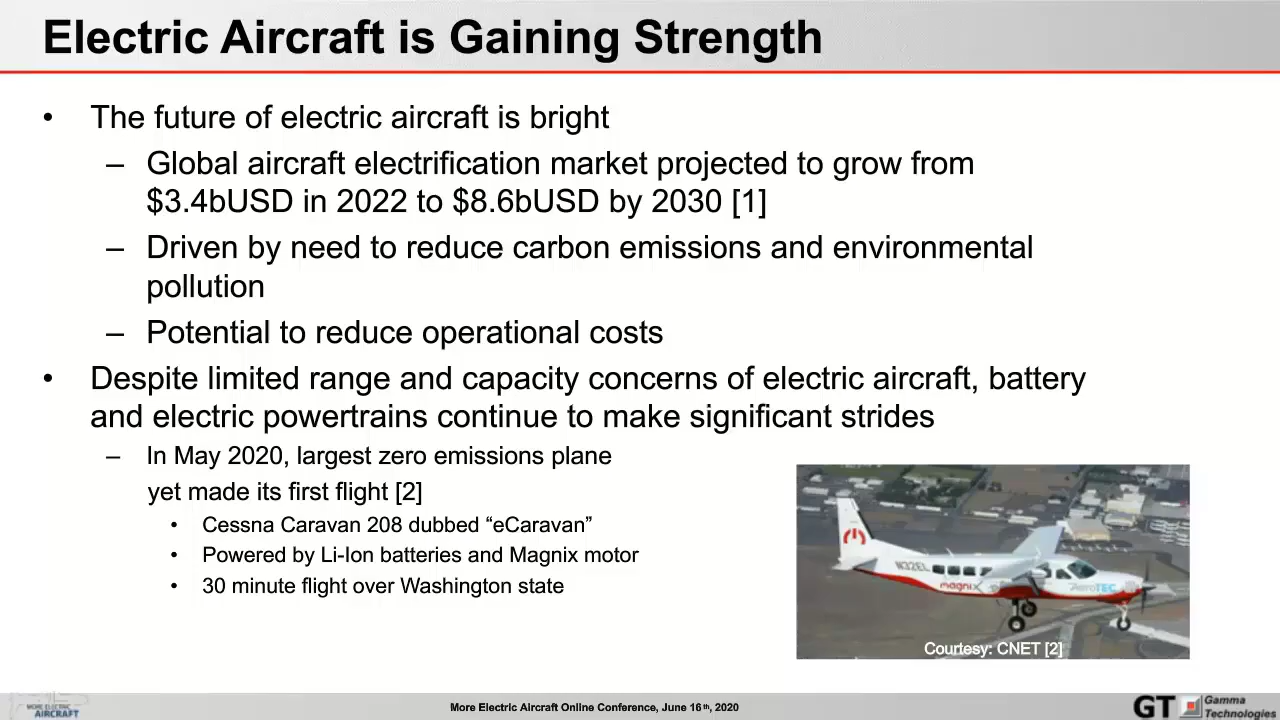 Electric Aircraft is Gaining Strength
• The future of electric aircraft is bright
– Global aircraft electrification market projected to grow from
$3.4bUSD in 2022 to $8.6bUSD by 2030 [1]
– Driven by need to reduce carbon emissions and environmental
pollution
– Potential to reduce operational costs
• Despite limited range and capacity concerns of electric aircraft, battery
and electric powertrains continue to make significant strides
– In May 2020, largest zero emissions plane
yet made its first flight [2]
• Cessna Caravan 208 dubbed “eCaravan”
• Powered by Li-Ion batteries and Magnix motor
• 30 minute flight over Washington state
N32EL
magniX
AeroTEC
Courtesy: CNET [2]
MORE ELECTRIC
AIRCRAFT
More Electric Aircraft Online Conference, June 16th, 2020
GT
Gamma
Technologies